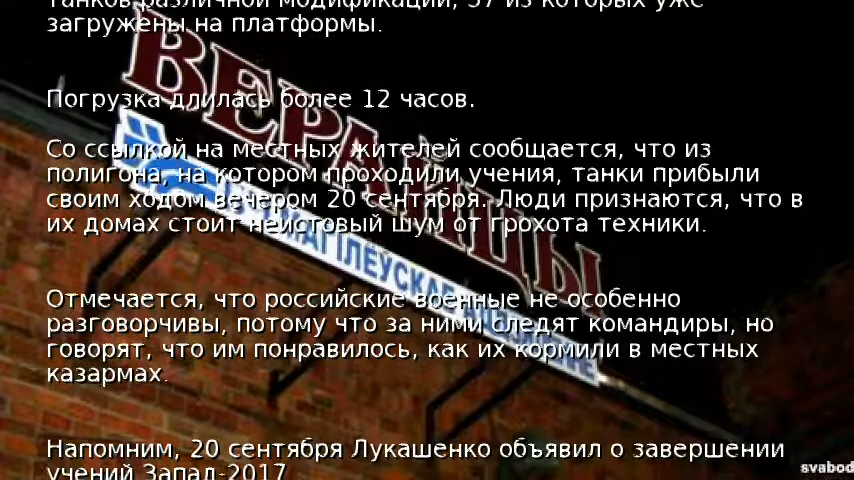 танков различной модификации, 37 из которых уже
загружены на платформы.
Погрузка длилась более 12 часов.
Со ссылкой на местных жителей сообщается, что из
полигона, на котором проходили учения, танки прибыли
своим ходом вечером 20 сентября. Люди признаются, что в
их домах стоит неистовый шум от грохота техники.
Отмечается, что российские военные не особенно
разговорчивы, потому что за ними следят командиры, но
говорят, что им понравилось, как их кормили в местных
казармах.
Напомним, 20 сентября Лукашенко объявил о завершении
учений Запад-2017
ВЕРАЙЦЫ
svabod